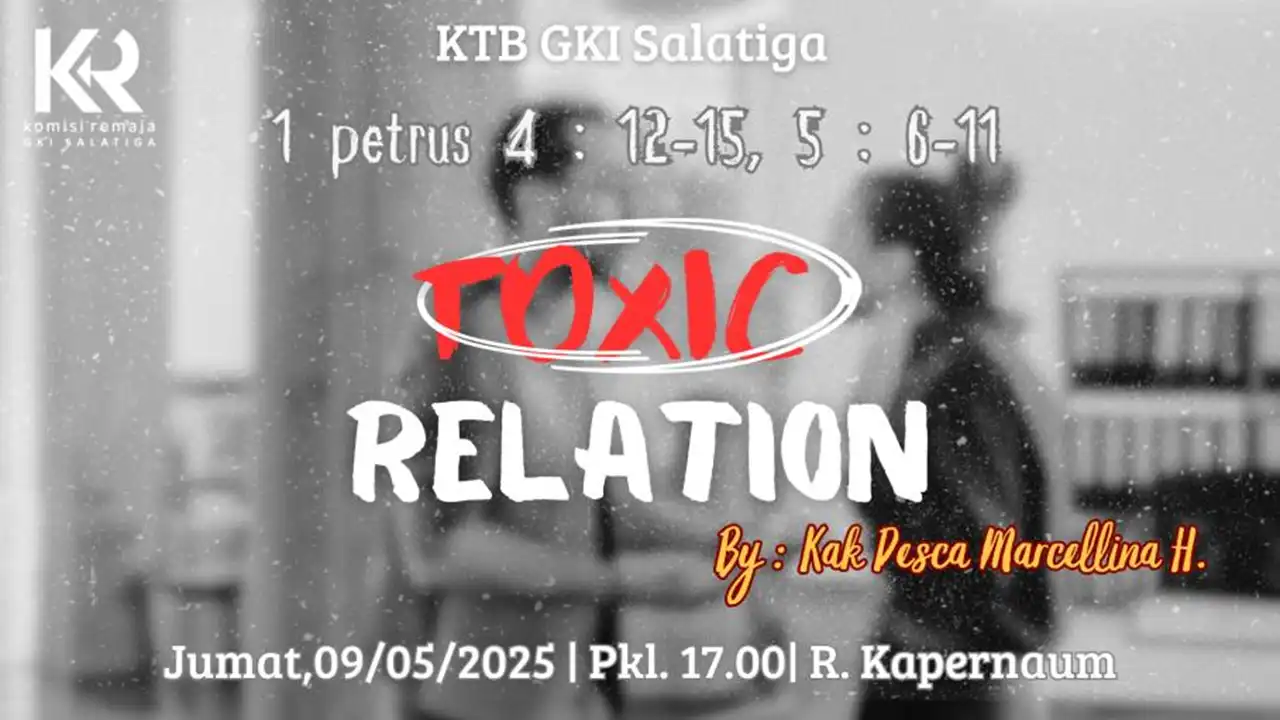 KTB GKI Salatiga
KR
komisi remaja
GKI SALATIGA
1 petrus 4 : 12-15, 5 : 6-11
TOXIC
RELATION
By : Kak Desca Marcellina H.
Jumat,09/05/2025 | Pkl. 17.00| R. Kapernaum